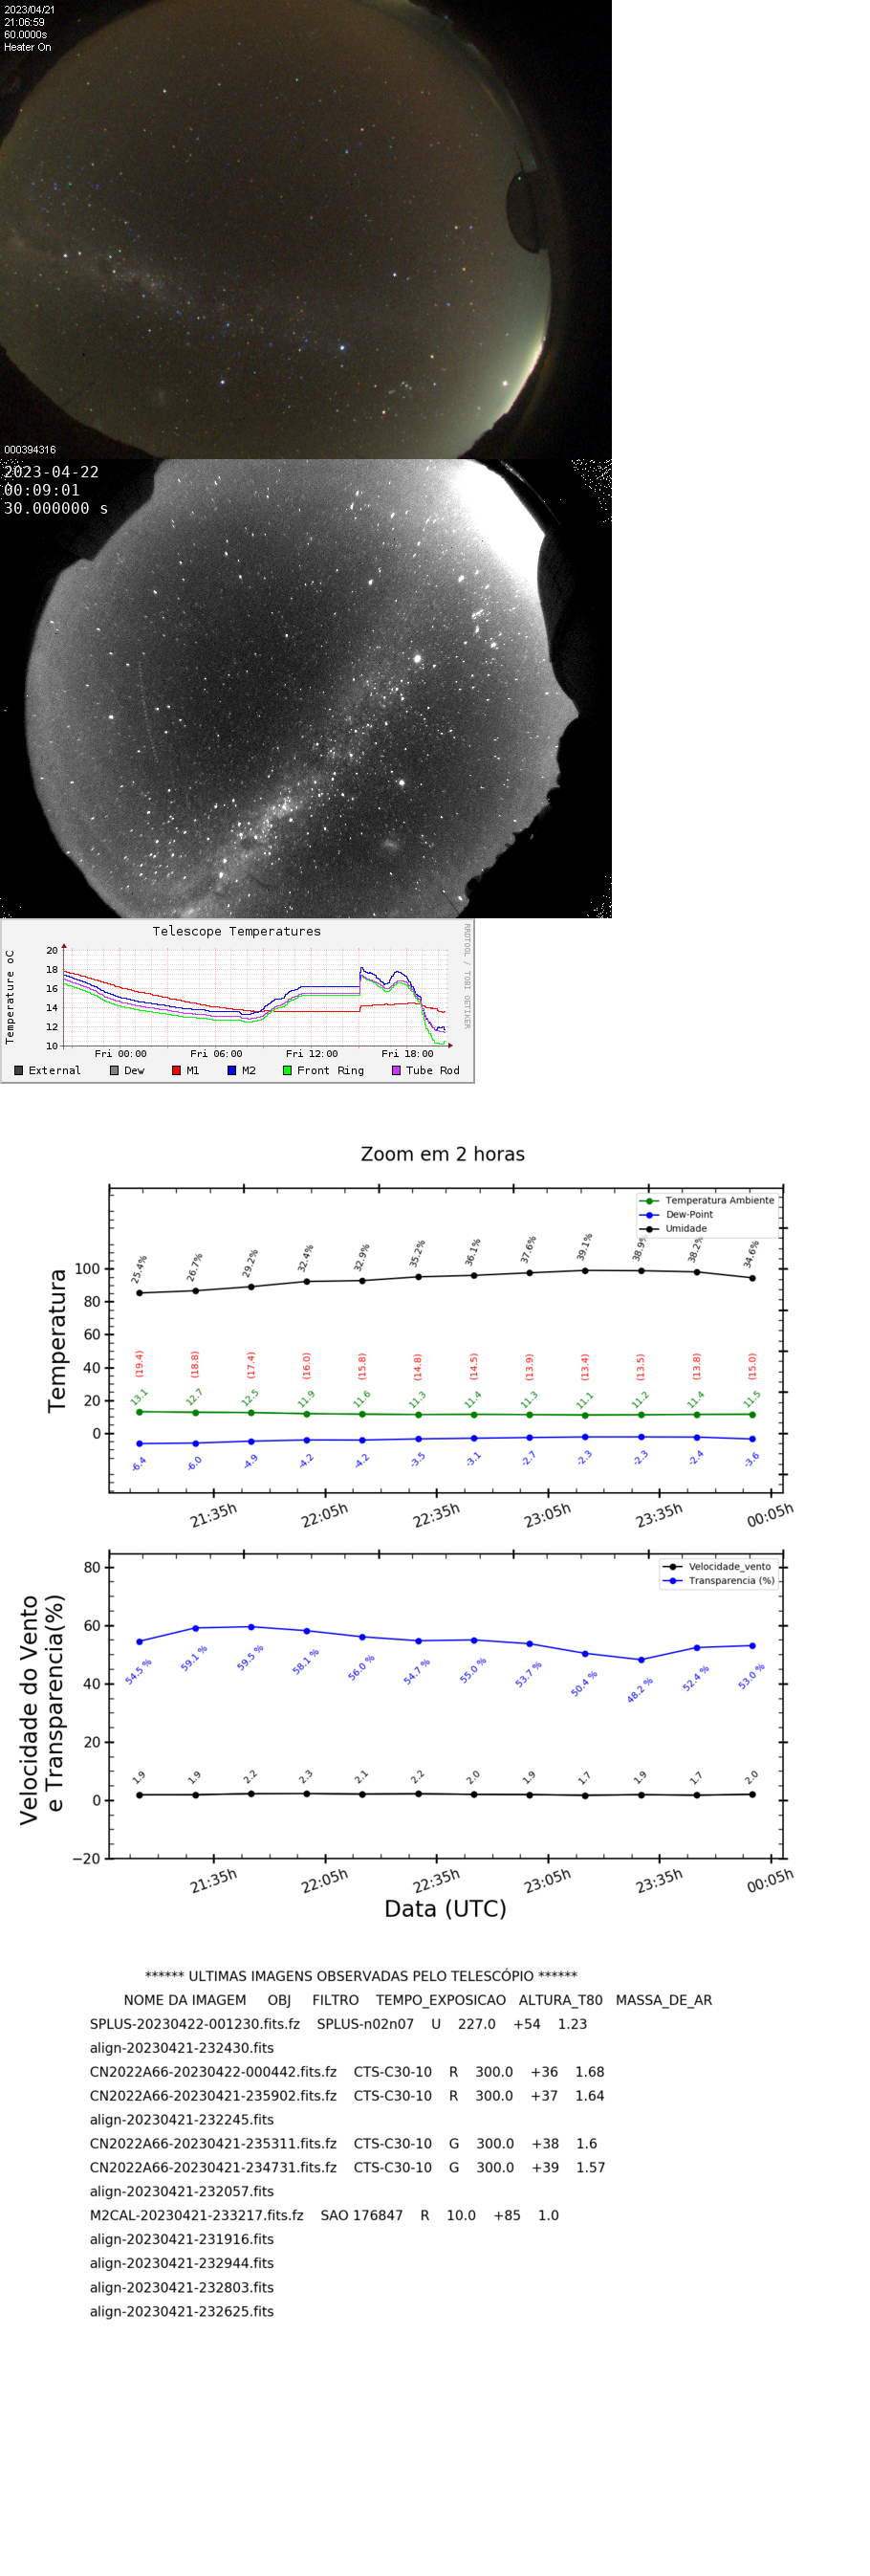 2023/04/21
21:06:59
60.0000s
Heater On
000394316
2023-04-22
00:09:01
30.000000 s
Telescope Temperatures
RRDTOOL / TOBI OETIKER
Temperature oC
20
18
16
14
12
10
Fri 00:00 Fri 06:00 Fri 12:00 Fri 18:00
External Dew M1 M2 Front Ring Tube Rod
Zoom em 2 horas
Temperatura Ambiente
Dew-Point
Umidade
Temperatura
100
80
60
40
20
0
25.4% 26.7% 29.2% 32.4% 32.9% 35.2% 36.1% 37.6% 39.1% 38.9% 38.2% 34.6%
(19.4) (18.8) (17.4) (16.0) (15.8) (14.8) (14.5) (13.9) (13.4) (13.5) (13.8) (15.0)
13.1 12.7 12.5 11.9 11.6 11.3 11.4 11.3 11.1 11.2 11.4 11.5
-6.4 -6.0 -4.9 -4.2 -4.2 -3.5 -3.1 -2.7 -2.3 -2.3 -2.4 -3.6
21:35h 22:05h 22:35h 23:05h 23:35h 00:05h
Velocidade_vento
Transparencia (%)
Velocidade do Vento
e Transparencia(%)
80
60
40
20
0
−20
54.5 % 59.1 % 59.5 % 58.1 % 56.0 % 54.7 % 55.0 % 53.7 % 50.4 % 48.2 % 52.4 % 53.0 %
1.9 1.9 2.2 2.3 2.1 2.2 2.0 1.9 1.7 1.9 1.7 2.0
21:35h 22:05h 22:35h 23:05h 23:35h 00:05h
Data (UTC)
****** ULTIMAS IMAGENS OBSERVADAS PELO TELESCÓPIO ******
NOME DA IMAGEM OBJ FILTRO TEMPO_EXPOSICAO ALTURA_T80 MASSA_DE_AR
SPLUS-20230422-001230.fits.fz SPLUS-n02n07 U 227.0 +54 1.23
align-20230421-232430.fits
CN2022A66-20230422-000442.fits.fz CTS-C30-10 R 300.0 +36 1.68
CN2022A66-20230421-235902.fits.fz CTS-C30-10 R 300.0 +37 1.64
align-20230421-232245.fits
CN2022A66-20230421-235311.fits.fz CTS-C30-10 G 300.0 +38 1.6
CN2022A66-20230421-234731.fits.fz CTS-C30-10 G 300.0 +39 1.57
align-20230421-232057.fits
M2CAL-20230421-233217.fits.fz SAO 176847 R 10.0 +85 1.0
align-20230421-231916.fits
align-20230421-232944.fits
align-20230421-232803.fits
align-20230421-232625.fits